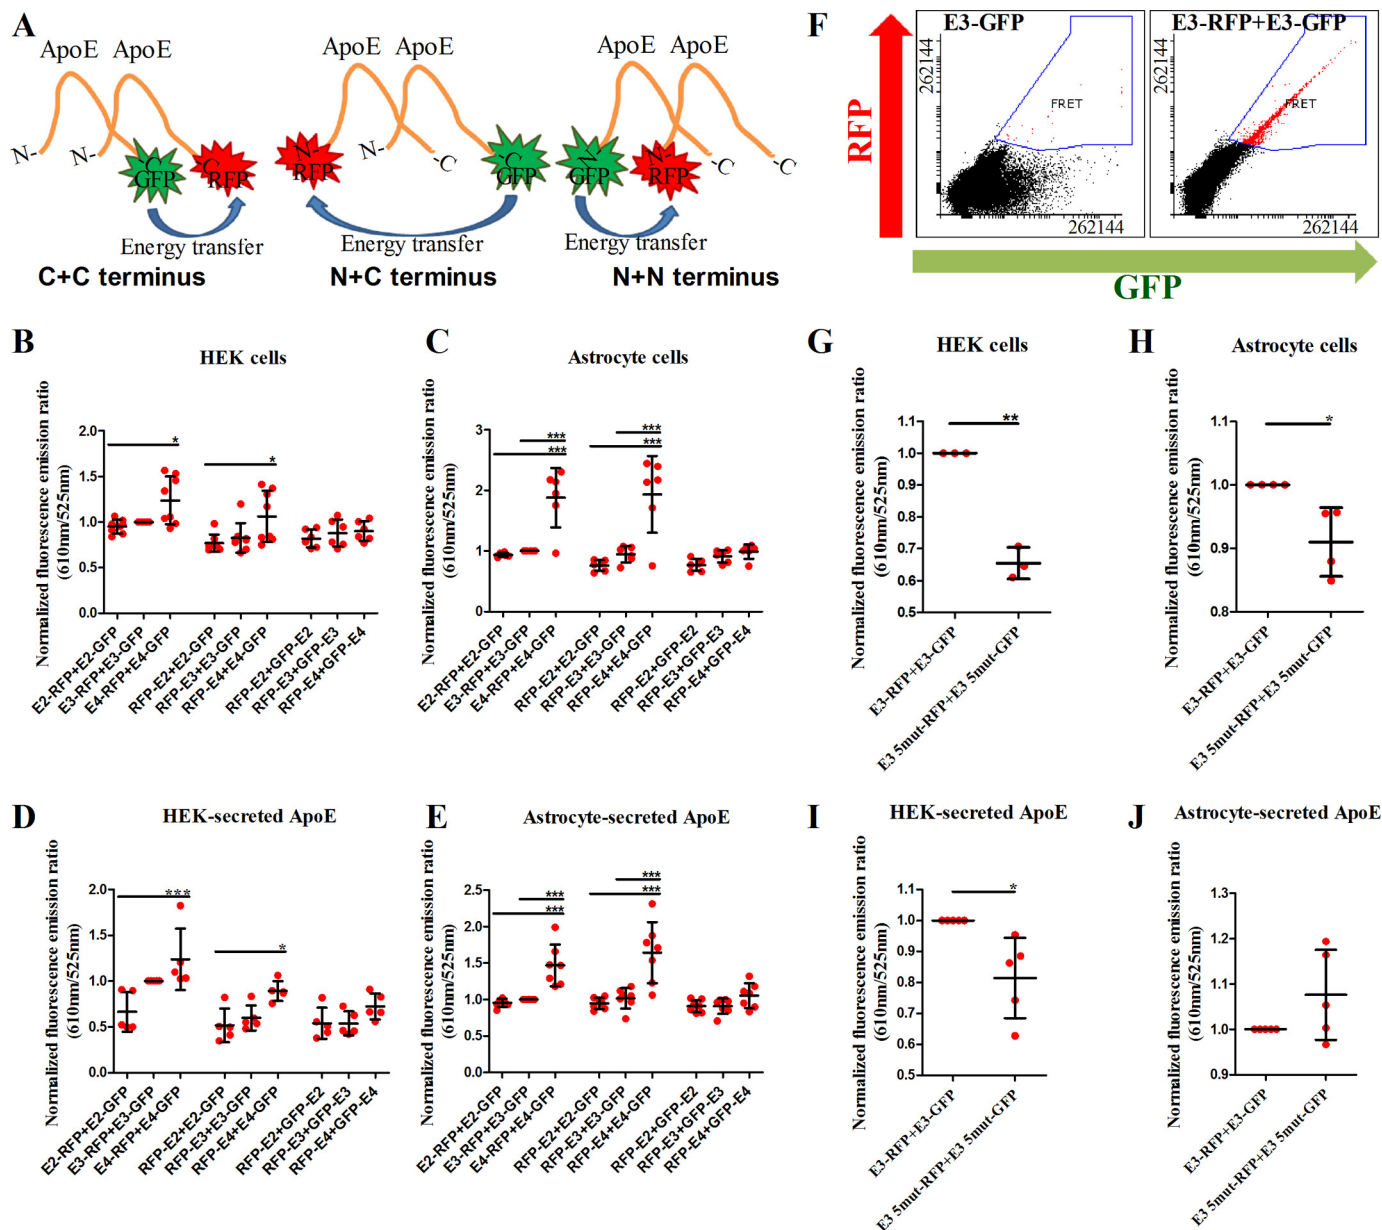 A
ApoE ApoE ApoE ApoE ApoE ApoE
N- N- -C GFP -C RFP N- RFP N- -C GFP -C N GFP N- RFP -C -C
Energy transfer Energy transfer Energy transfer
C+C terminus N+C terminus N+N terminus
F
E3-GFP E3-RFP+E3-GFP
262144 262144
FRET FRET
262144 262144
RFP
GFP
B
HEK cells
Normalized fluorescence emission ratio
(610nm/525nm)
2.0
1.5
1.0
0.5
0.0
* *
E2-RFP+E2-GFP
E3-RFP+E3-GFP
E4-RFP+E4-GFP
RFP-E2+E2-GFP
RFP-E3+E3-GFP
RFP-E4+E4-GFP
RFP-E2+GFP-E2
RFP-E3+GFP-E3
RFP-E4+GFP-E4
C
Astrocyte cells
Normalized fluorescence emission ratio
(610nm/525nm)
3
2
1
0
*** ***
*** ***
E2-RFP+E2-GFP
E3-RFP+E3-GFP
E4-RFP+E4-GFP
RFP-E2+E2-GFP
RFP-E3+E3-GFP
RFP-E4+E4-GFP
RFP-E2+GFP-E2
RFP-E3+GFP-E3
RFP-E4+GFP-E4
G
HEK cells
Normalized fluorescence emission ratio
(610nm/525nm)
1.1
1.0
0.9
0.8
0.7
0.6
0.5
**
E3-RFP+E3-GFP
E3 5mut-RFP+E3 5mut-GFP
H
Astrocyte cells
Normalized fluorescence emission ratio
(610nm/525nm)
1.1
1.0
0.9
0.8
*
E3-RFP+E3-GFP
E3 5mut-RFP+E3 5mut-GFP
D
HEK-secreted ApoE
Normalized fluorescence emission ratio
(610nm/525nm)
2.0
1.5
1.0
0.5
0.0
*** *
E2-RFP+E2-GFP
E3-RFP+E3-GFP
E4-RFP+E4-GFP
RFP-E2+E2-GFP
RFP-E3+E3-GFP
RFP-E4+E4-GFP
RFP-E2+GFP-E2
RFP-E3+GFP-E3
RFP-E4+GFP-E4
E
Astrocyte-secreted ApoE
Normalized fluorescence emission ratio
(610nm/525nm)
2.5
2.0
1.5
1.0
0.5
0.0
*** ***
*** ***
E2-RFP+E2-GFP
E3-RFP+E3-GFP
E4-RFP+E4-GFP
RFP-E2+E2-GFP
RFP-E3+E3-GFP
RFP-E4+E4-GFP
RFP-E2+GFP-E2
RFP-E3+GFP-E3
RFP-E4+GFP-E4
I
HEK-secreted ApoE
Normalized fluorescence emission ratio
(610nm/525nm)
1.1
1.0
0.9
0.8
0.7
0.6
0.5
*
E3-RFP+E3-GFP
E3 5mut-RFP+E3 5mut-GFP
J
Astrocyte-secreted ApoE
Normalized fluorescence emission ratio
(610nm/525nm)
1.3
1.2
1.1
1.0
0.9
E3-RFP+E3-GFP
E3 5mut-RFP+E3 5mut-GFP